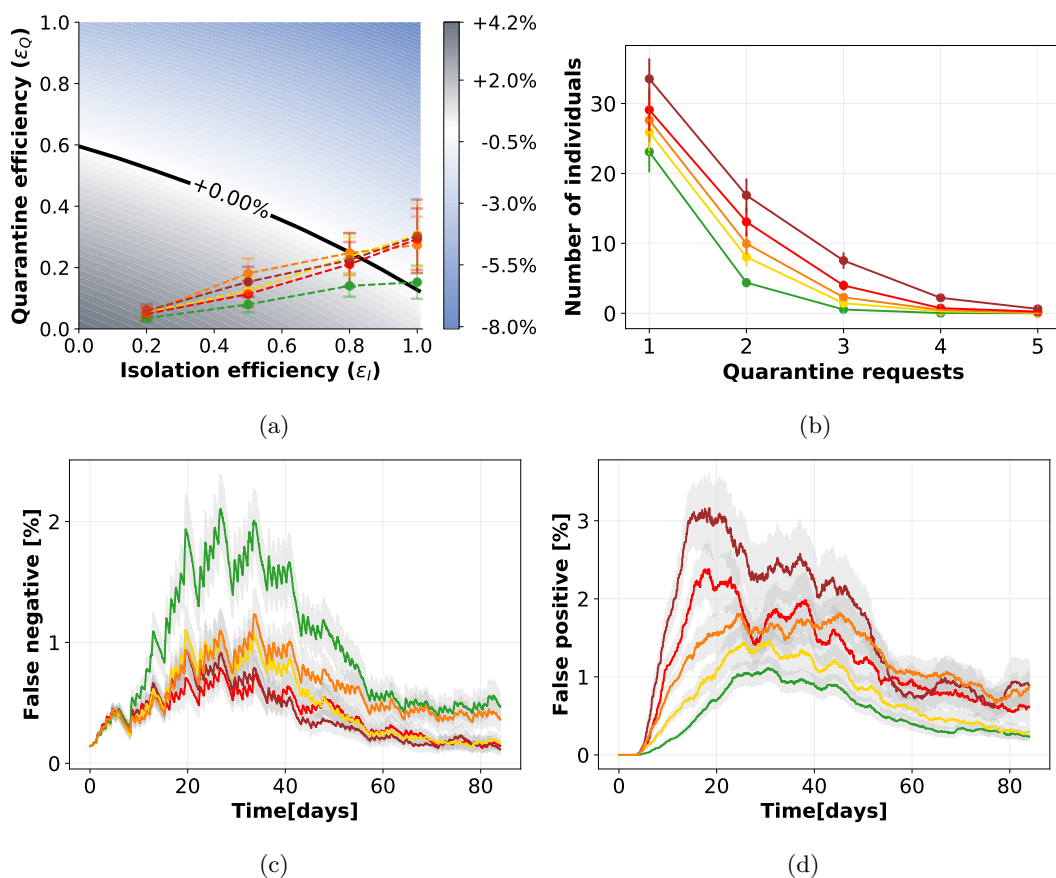 1.0
0.8
0.6
0.4
0.2
0.0
Quarantine efficiency (εQ)
0.0 0.2 0.4 0.6 0.8 1.0
Isolation efficiency (εI)
+0.00%
+4.2%
+2.0%
-0.5%
-3.0%
-5.5%
-8.0%
(a)
30
20
10
0
Number of individuals
1 2 3 4 5
Quarantine requests
(b)
2
1
0
False negative [%]
0 20 40 60 80
Time[days]
(c)
3
2
1
0
False positive [%]
0 20 40 60 80
Time[days]
(d)